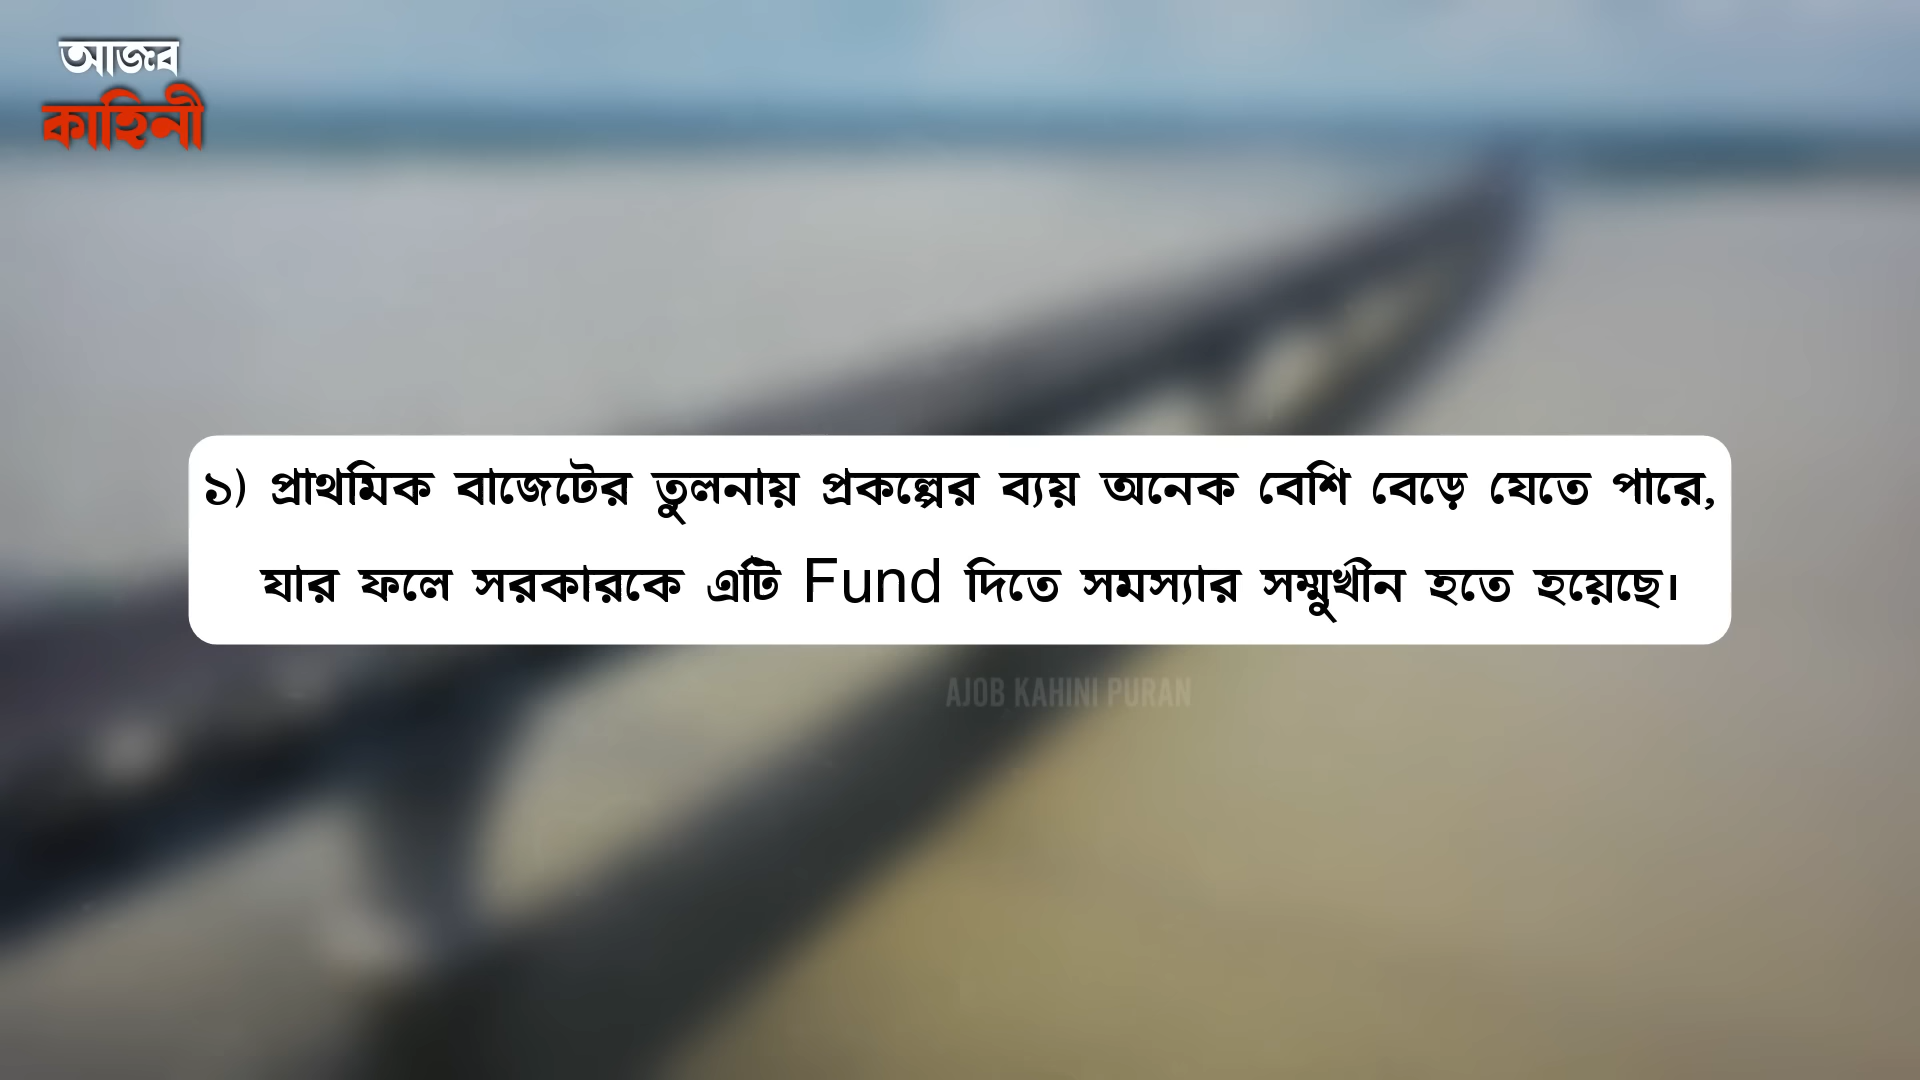 আজব
কাহিনী
১) প্রাথমিক বাজেটের তুলনায় প্রকল্পের ব্যয় অনেক বেশি বেড়ে যেতে পারে,
যার ফলে সরকারকে এটি Fund দিতে সমস্যার সম্মুখীন হতে হয়েছে।
AJOB KAHINI PURAN